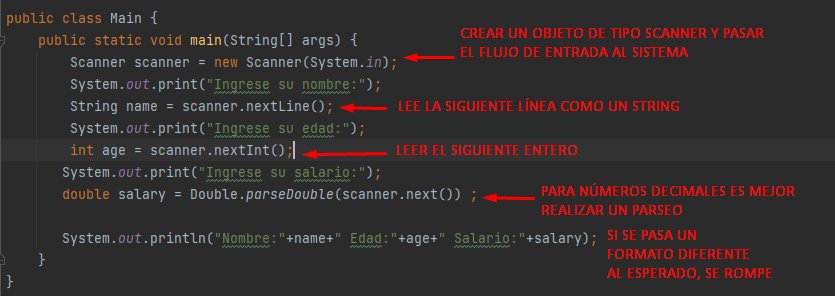 public class Main {
public static void main(String[] args) {
Scanner scanner = new Scanner(System.in);
CREAR UN OBJETO DE TIPO SCANNER Y PASAR
EL FLUJO DE ENTRADA AL SISTEMA
System.out.print("Ingrese su nombre:");
String name = scanner.nextLine();
LEE LA SIGUIENTE LÍNEA COMO UN STRING
System.out.print("Ingrese su edad:");
int age = scanner.nextInt();
LEER EL SIGUIENTE ENTERO
System.out.print("Ingrese su salario:");
double salary = Double.parseDouble(scanner.next()) ;
PARA NÚMEROS DECIMALES ES MEJOR
REALIZAR UN PARSEO
System.out.println("Nombre:"+name+" Edad:"+age+" Salario:"+salary);
SI SE PASA UN
FORMATO DIFERENTE
AL ESPERADO, SE ROMPE
}
}